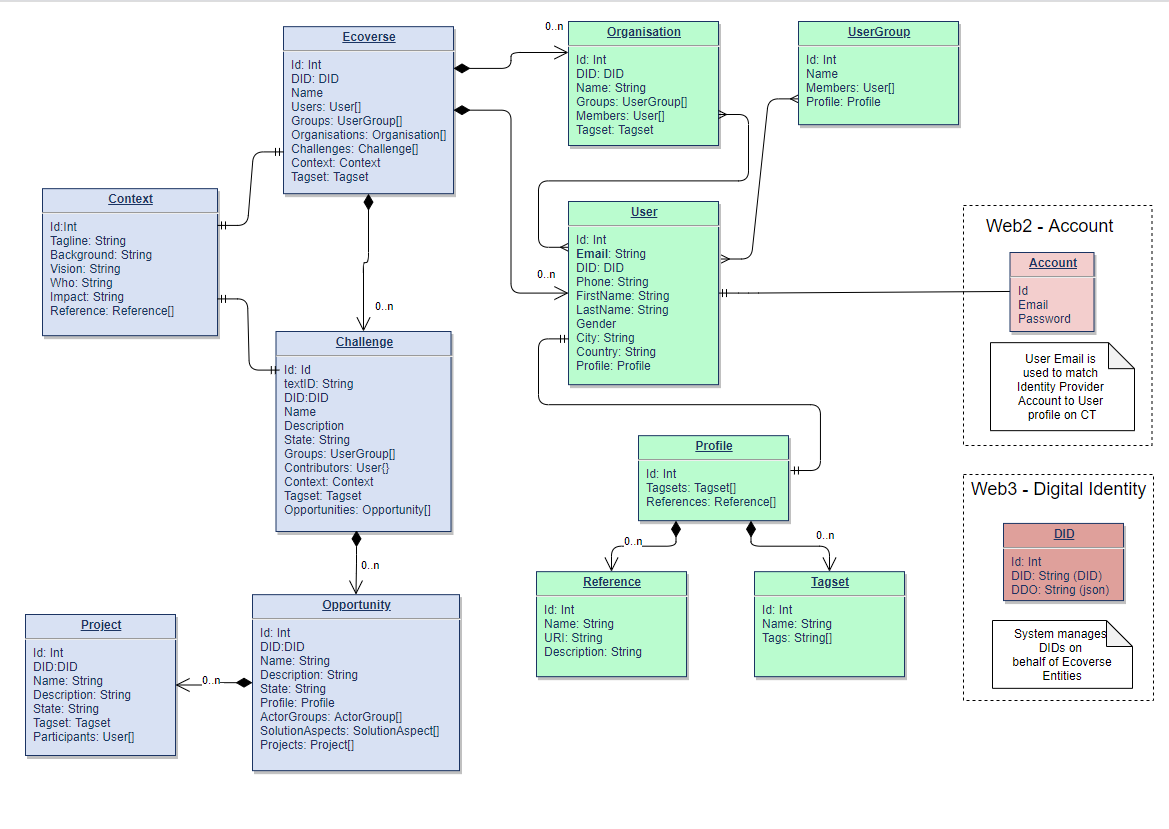 Ecoverse
Id: Int
DID: DID
Name
Users: User[]
Groups: UserGroup[]
Organisations: Organisation[]
Challenges: Challenge[]
Context: Context
Tagset: Tagset
0..n
Organisation
Id: Int
DID: DID
Name: String
Groups: UserGroup[]
Members: User[]
Tagset: Tagset
UserGroup
Id: Int
Name
Members: User[]
Profile: Profile
Context
Id:Int
Tagline: String
Background: String
Vision: String
Who: String
Impact: String
Reference: Reference[]
User
Id: Int
Email: String
DID: DID
Phone: String
FirstName: String
LastName: String
Gender
City: String
Country: String
Profile: Profile
0..n
0..n
Web2 - Account
Account
Id
Email
Password
User Email is
used to match
Identity Provider
Account to User
profile on CT
Challenge
Id: Id
textID: String
DID:DID
Name
Description
State: String
Groups: UserGroup[]
Contributors: User{}
Context: Context
Tagset: Tagset
Opportunities: Opportunity[]
0..n
Profile
Id: Int
Tagsets: Tagset[]
References: Reference[]
0..n
0..n
Web3 - Digital Identity
DID
Id: Int
DID: String (DID)
DDO: String (json)
System manages
DIDs on
behalf of Ecoverse
Entities
Reference
Id: Int
Name: String
URI: String
Description: String
Tagset
Id: Int
Name: String
Tags: String[]
Opportunity
Id: Int
DID:DID
Name: String
Description: String
State: String
Profile: Profile
ActorGroups: ActorGroup[]
SolutionAspects: SolutionAspect[]
Projects: Project[]
0..n
Project
Id: Int
DID:DID
Name: String
Description: String
State: String
Tagset: Tagset
Participants: User[]